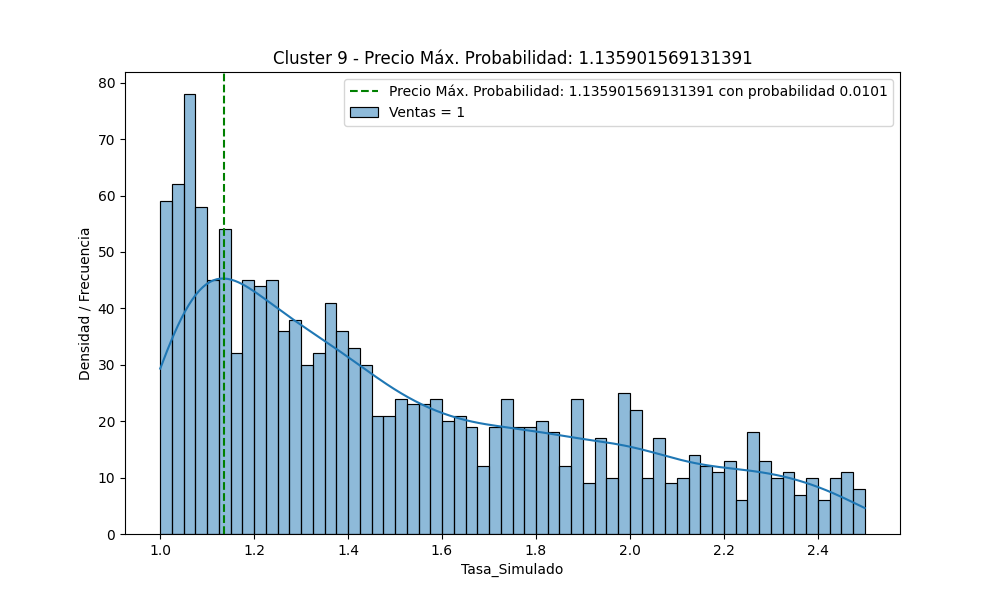 Cluster 9 - Precio Máx. Probabilidad: 1.135901569131391
Precio Máx. Probabilidad: 1.135901569131391 con probabilidad 0.0101
Ventas = 1
80
70
60
50
40
30
20
10
0
Densidad / Frecuencia
1.0 1.2 1.4 1.6 1.8 2.0 2.2 2.4
Tasa_Simulado